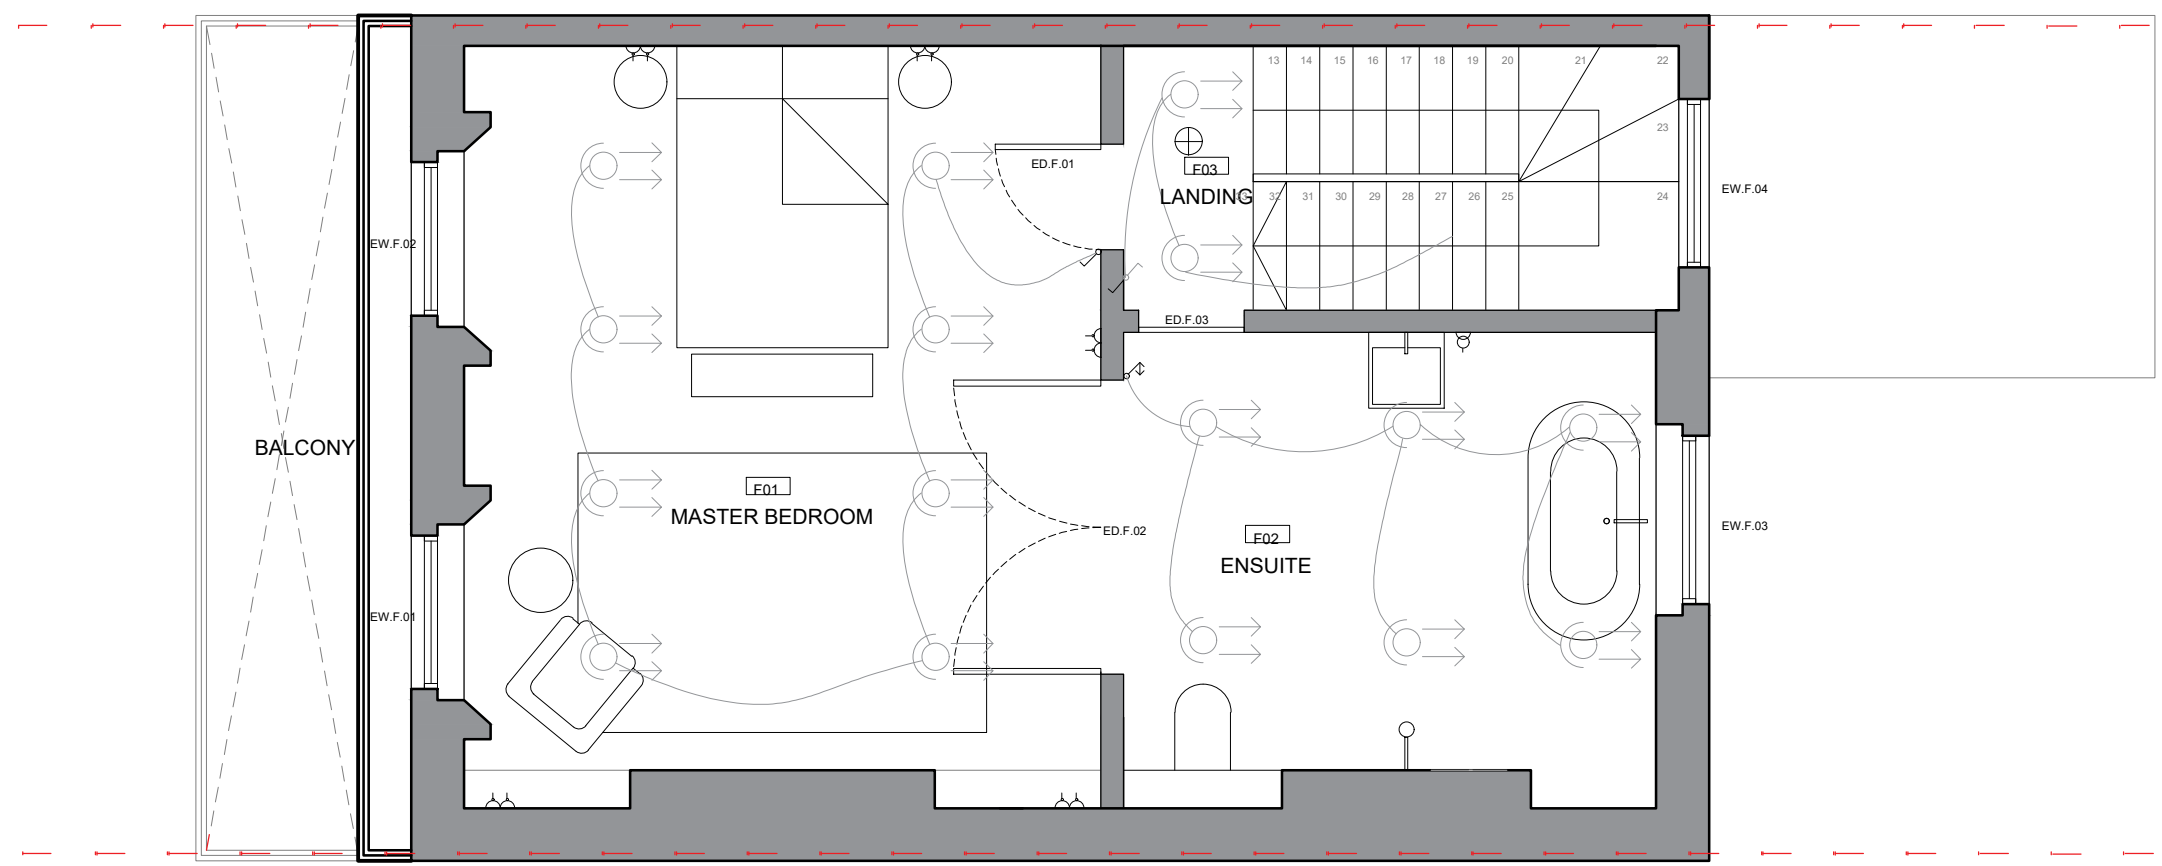 13 14 15 16 17 18 19 20 21 22
23
ED.F.01
F03
LANDING
EW.F.04
33 32 31 30 29 28 27 26 25 24
EW.F.02
ED.F.03
BALCONY
F01
MASTER BEDROOM
ED.F.02
EW.F.03
F02
ENSUITE
EW.F.01